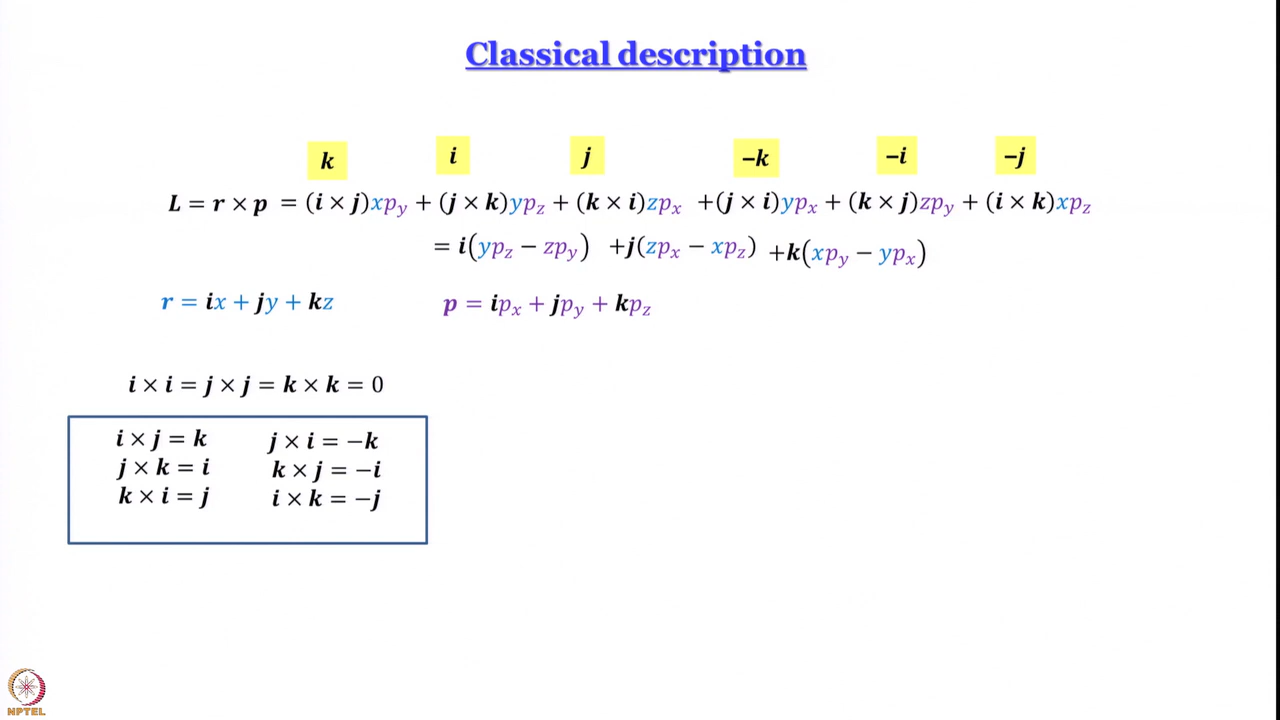 Classical description
k i j −k −i −j
L = r × p = (i × j)xp_y + (j × k)yp_z + (k × i)zp_x +(j × i)yp_x + (k × j)zp_y + (i × k)xp_z
= i(yp_z − zp_y) +j(zp_x − xp_z) +k(xp_y − yp_x)
r = ix + jy + kz p = ip_x + jp_y + kp_z
i × i = j × j = k × k = 0
i × j = k j × i = −k
j × k = i k × j = −i
k × i = j i × k = −j
NPTEL